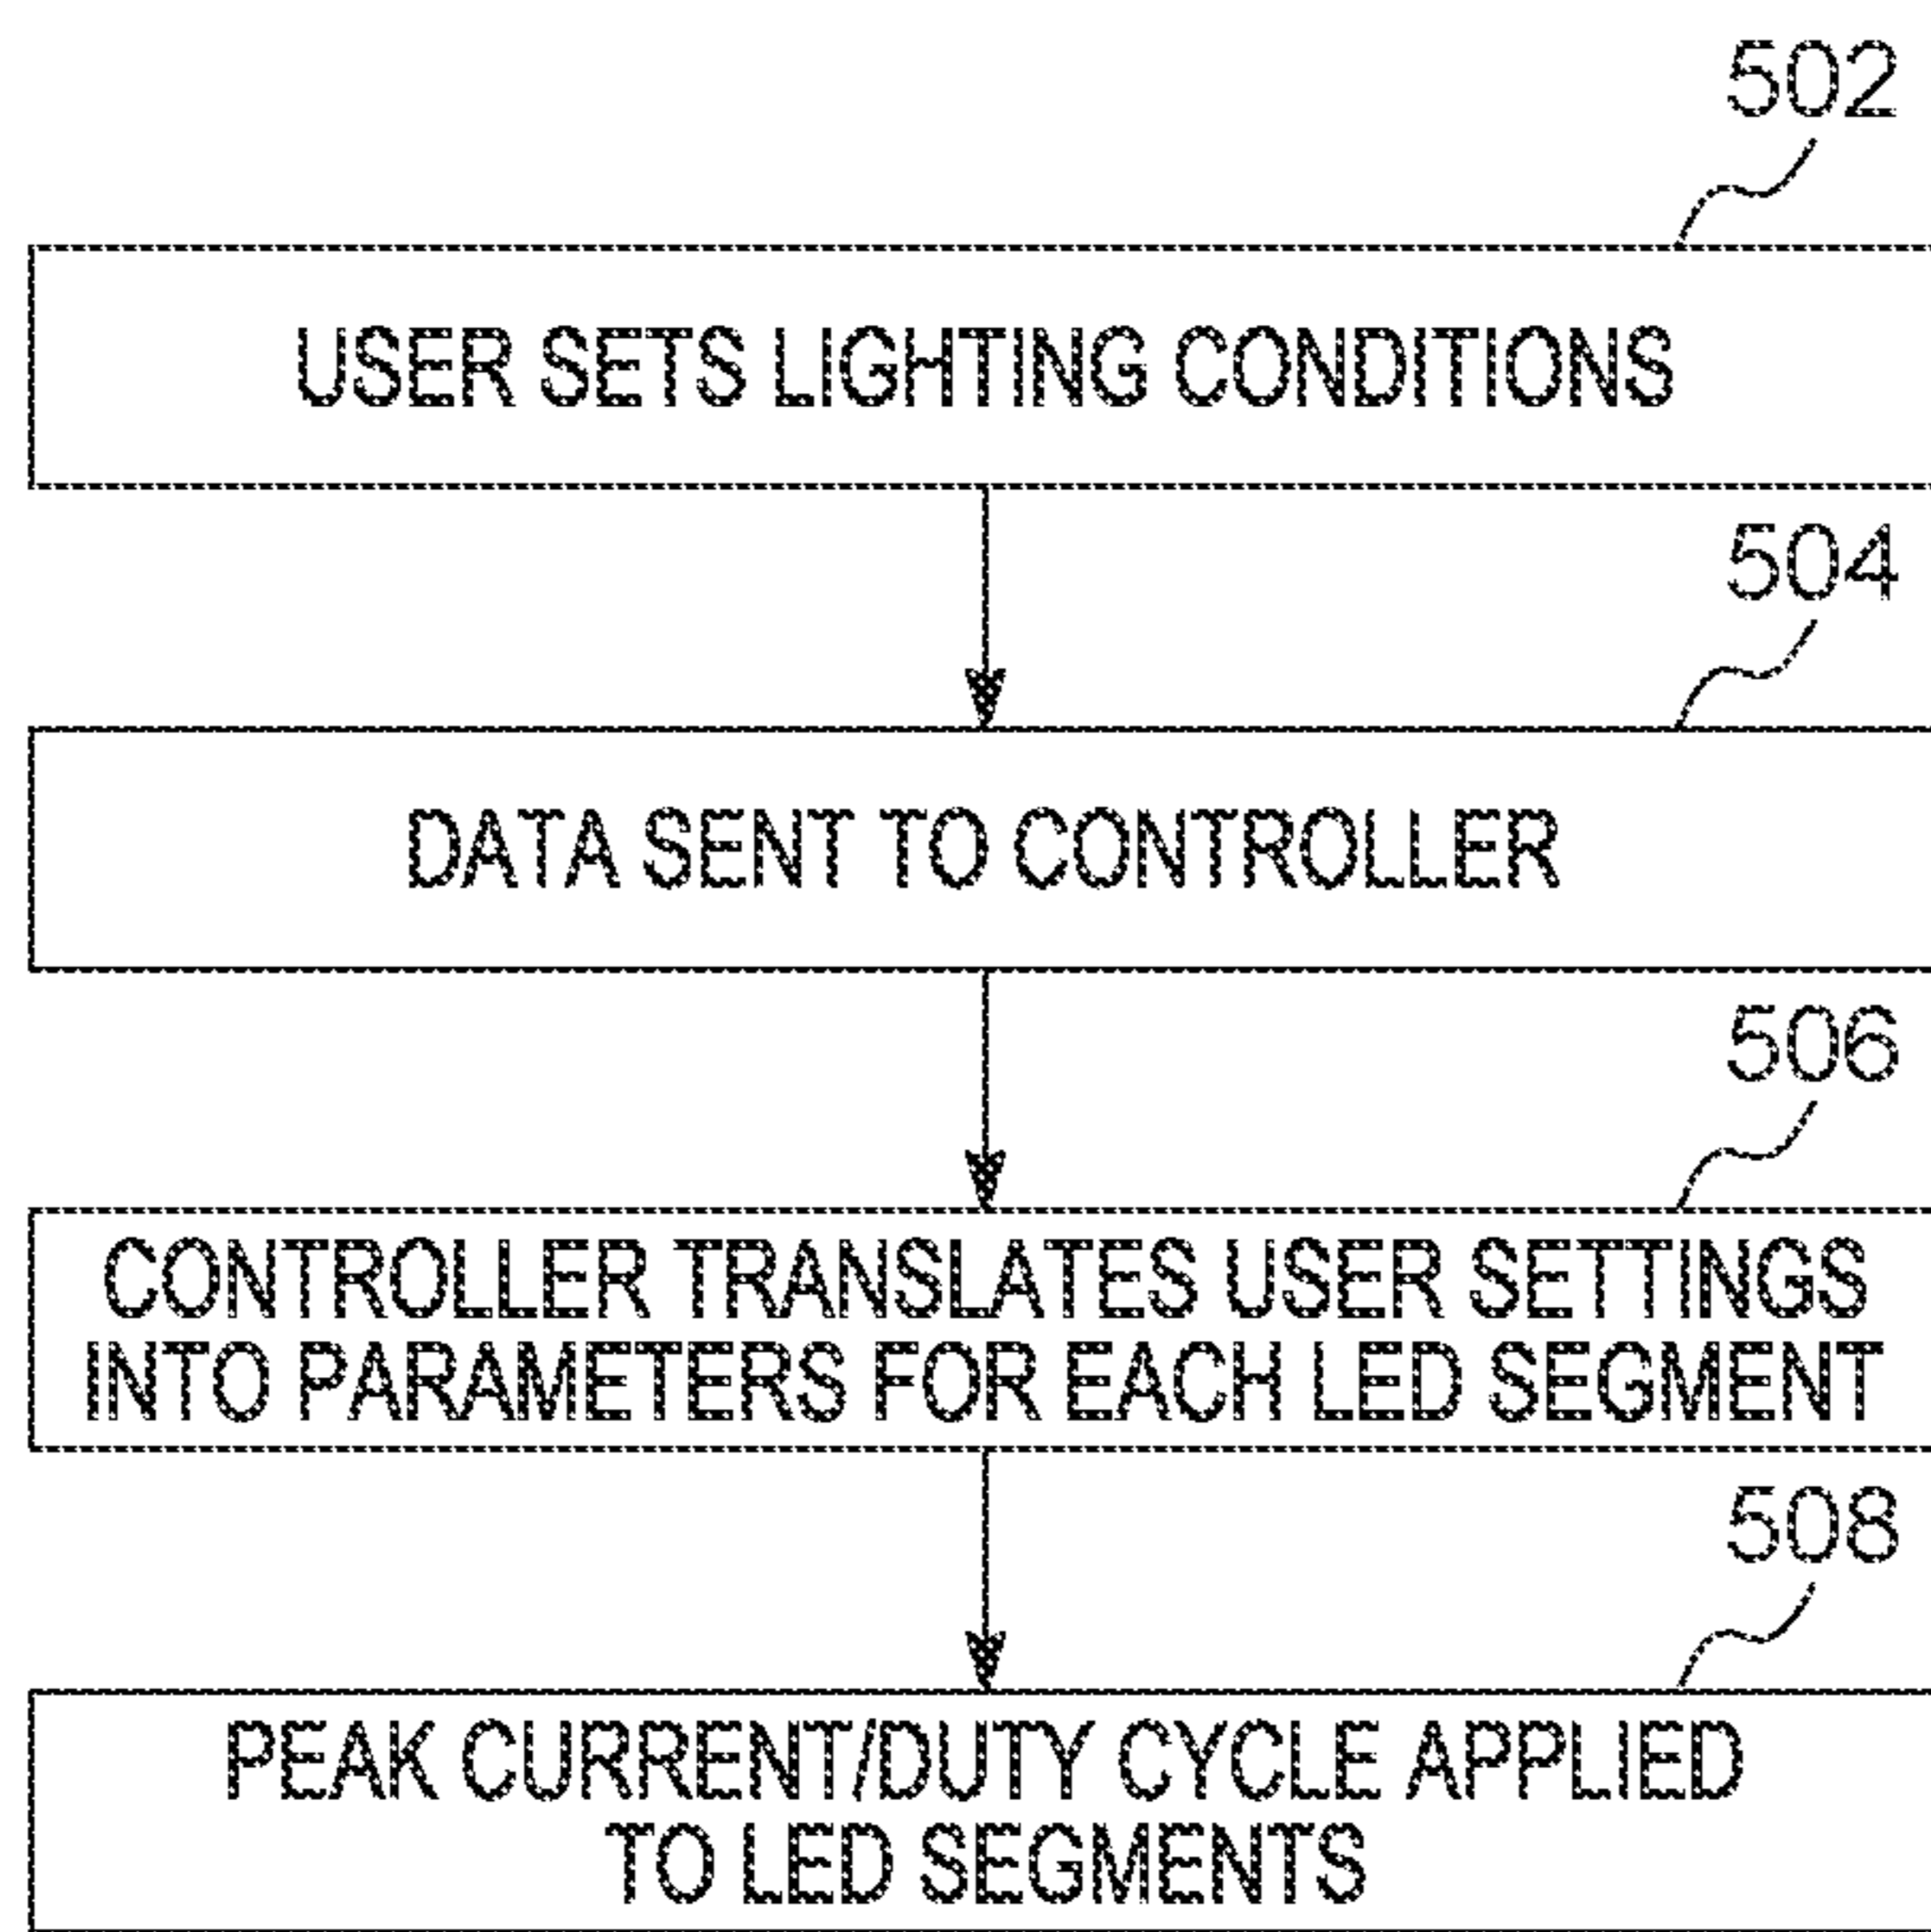 502
USER SETS LIGHTING CONDITIONS
504
DATA SENT TO CONTROLLER
506
CONTROLLER TRANSLATES USER SETTINGS
INTO PARAMETERS FOR EACH LED SEGMENT
508
PEAK CURRENT/DUTY CYCLE APPLIED
TO LED SEGMENTS